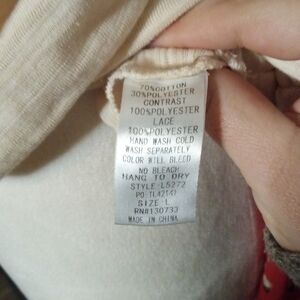 70%COTTON
30%POLYESTER
CONTRAST
100%POLYESTER
LACE
100%POLYESTER
HAND WASH COLD
WASH SEPARATELY
COLOR WILL BLEED
NO BLEACH
HANG TO DRY
STYLE L5272
SIZE:L
RN#130733
MADE IN CHINA